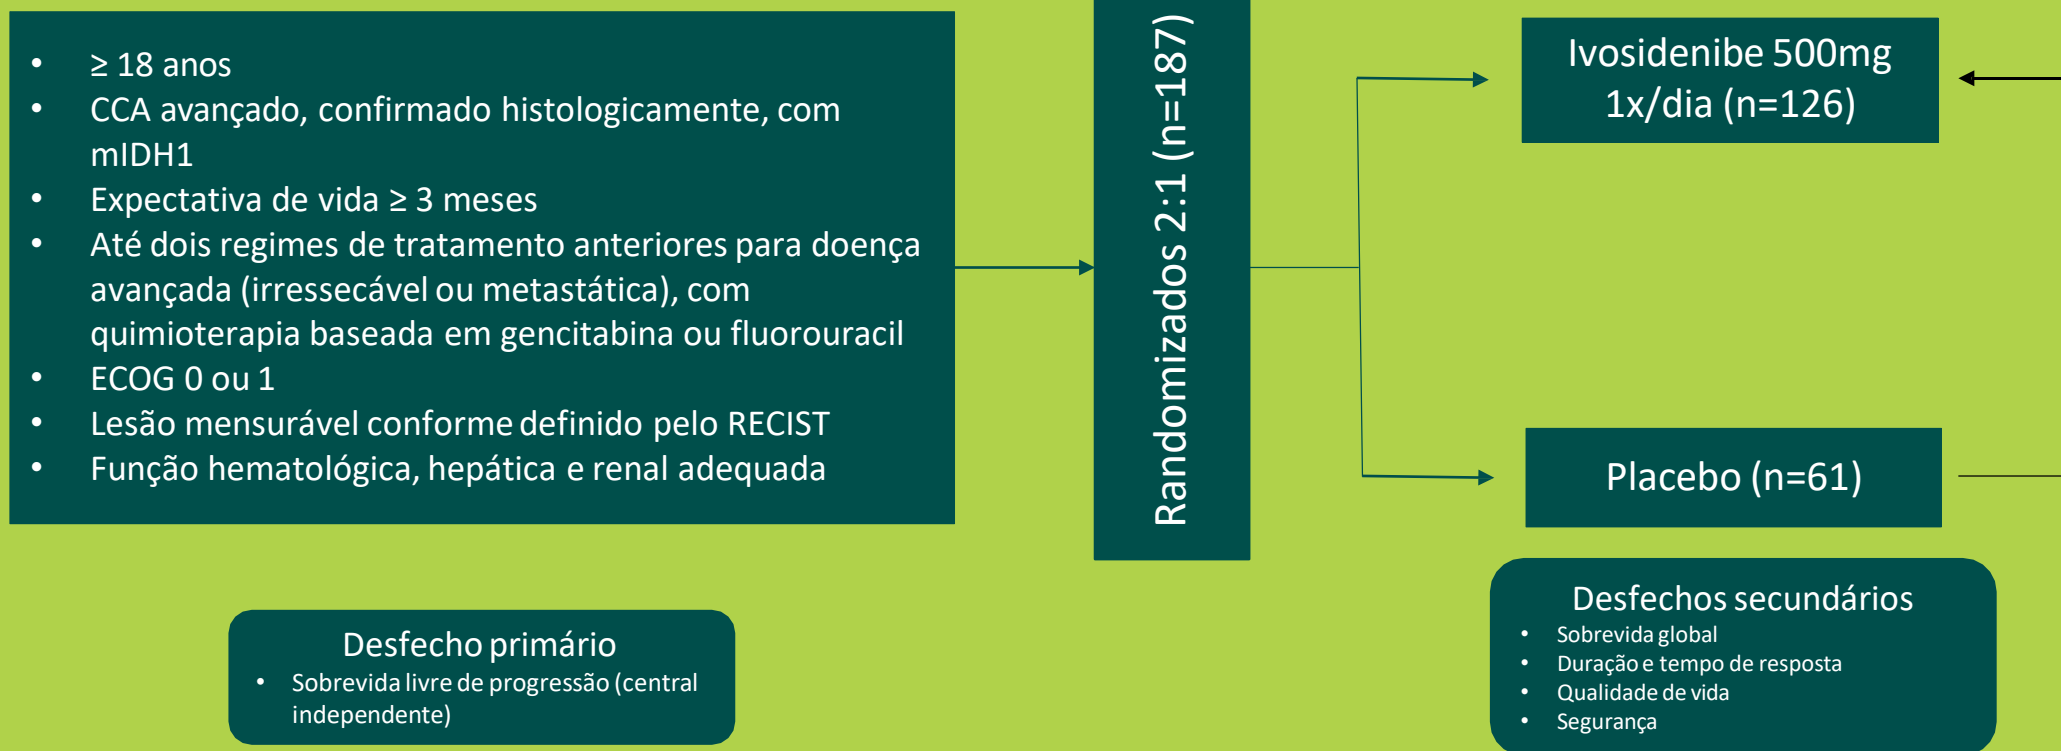 • ≥ 18 anos
• CCA avançado, confirmado histologicamente, com
mIDH1
• Expectativa de vida ≥ 3 meses
• Até dois regimes de tratamento anteriores para doença
avançada (irressecável ou metastática), com
quimioterapia baseada em gencitabina ou fluorouracil
• ECOG 0 ou 1
• Lesão mensurável conforme definido pelo RECIST
• Função hematológica, hepática e renal adequada
Randomizados 2:1 (n=187)
Ivosidenibe 500mg
1x/dia (n=126)
Placebo (n=61)
Desfecho primário
• Sobrevida livre de progressão (central
independente)
Desfechos secundários
• Sobrevida global
• Duração e tempo de resposta
• Qualidade de vida
• Segurança